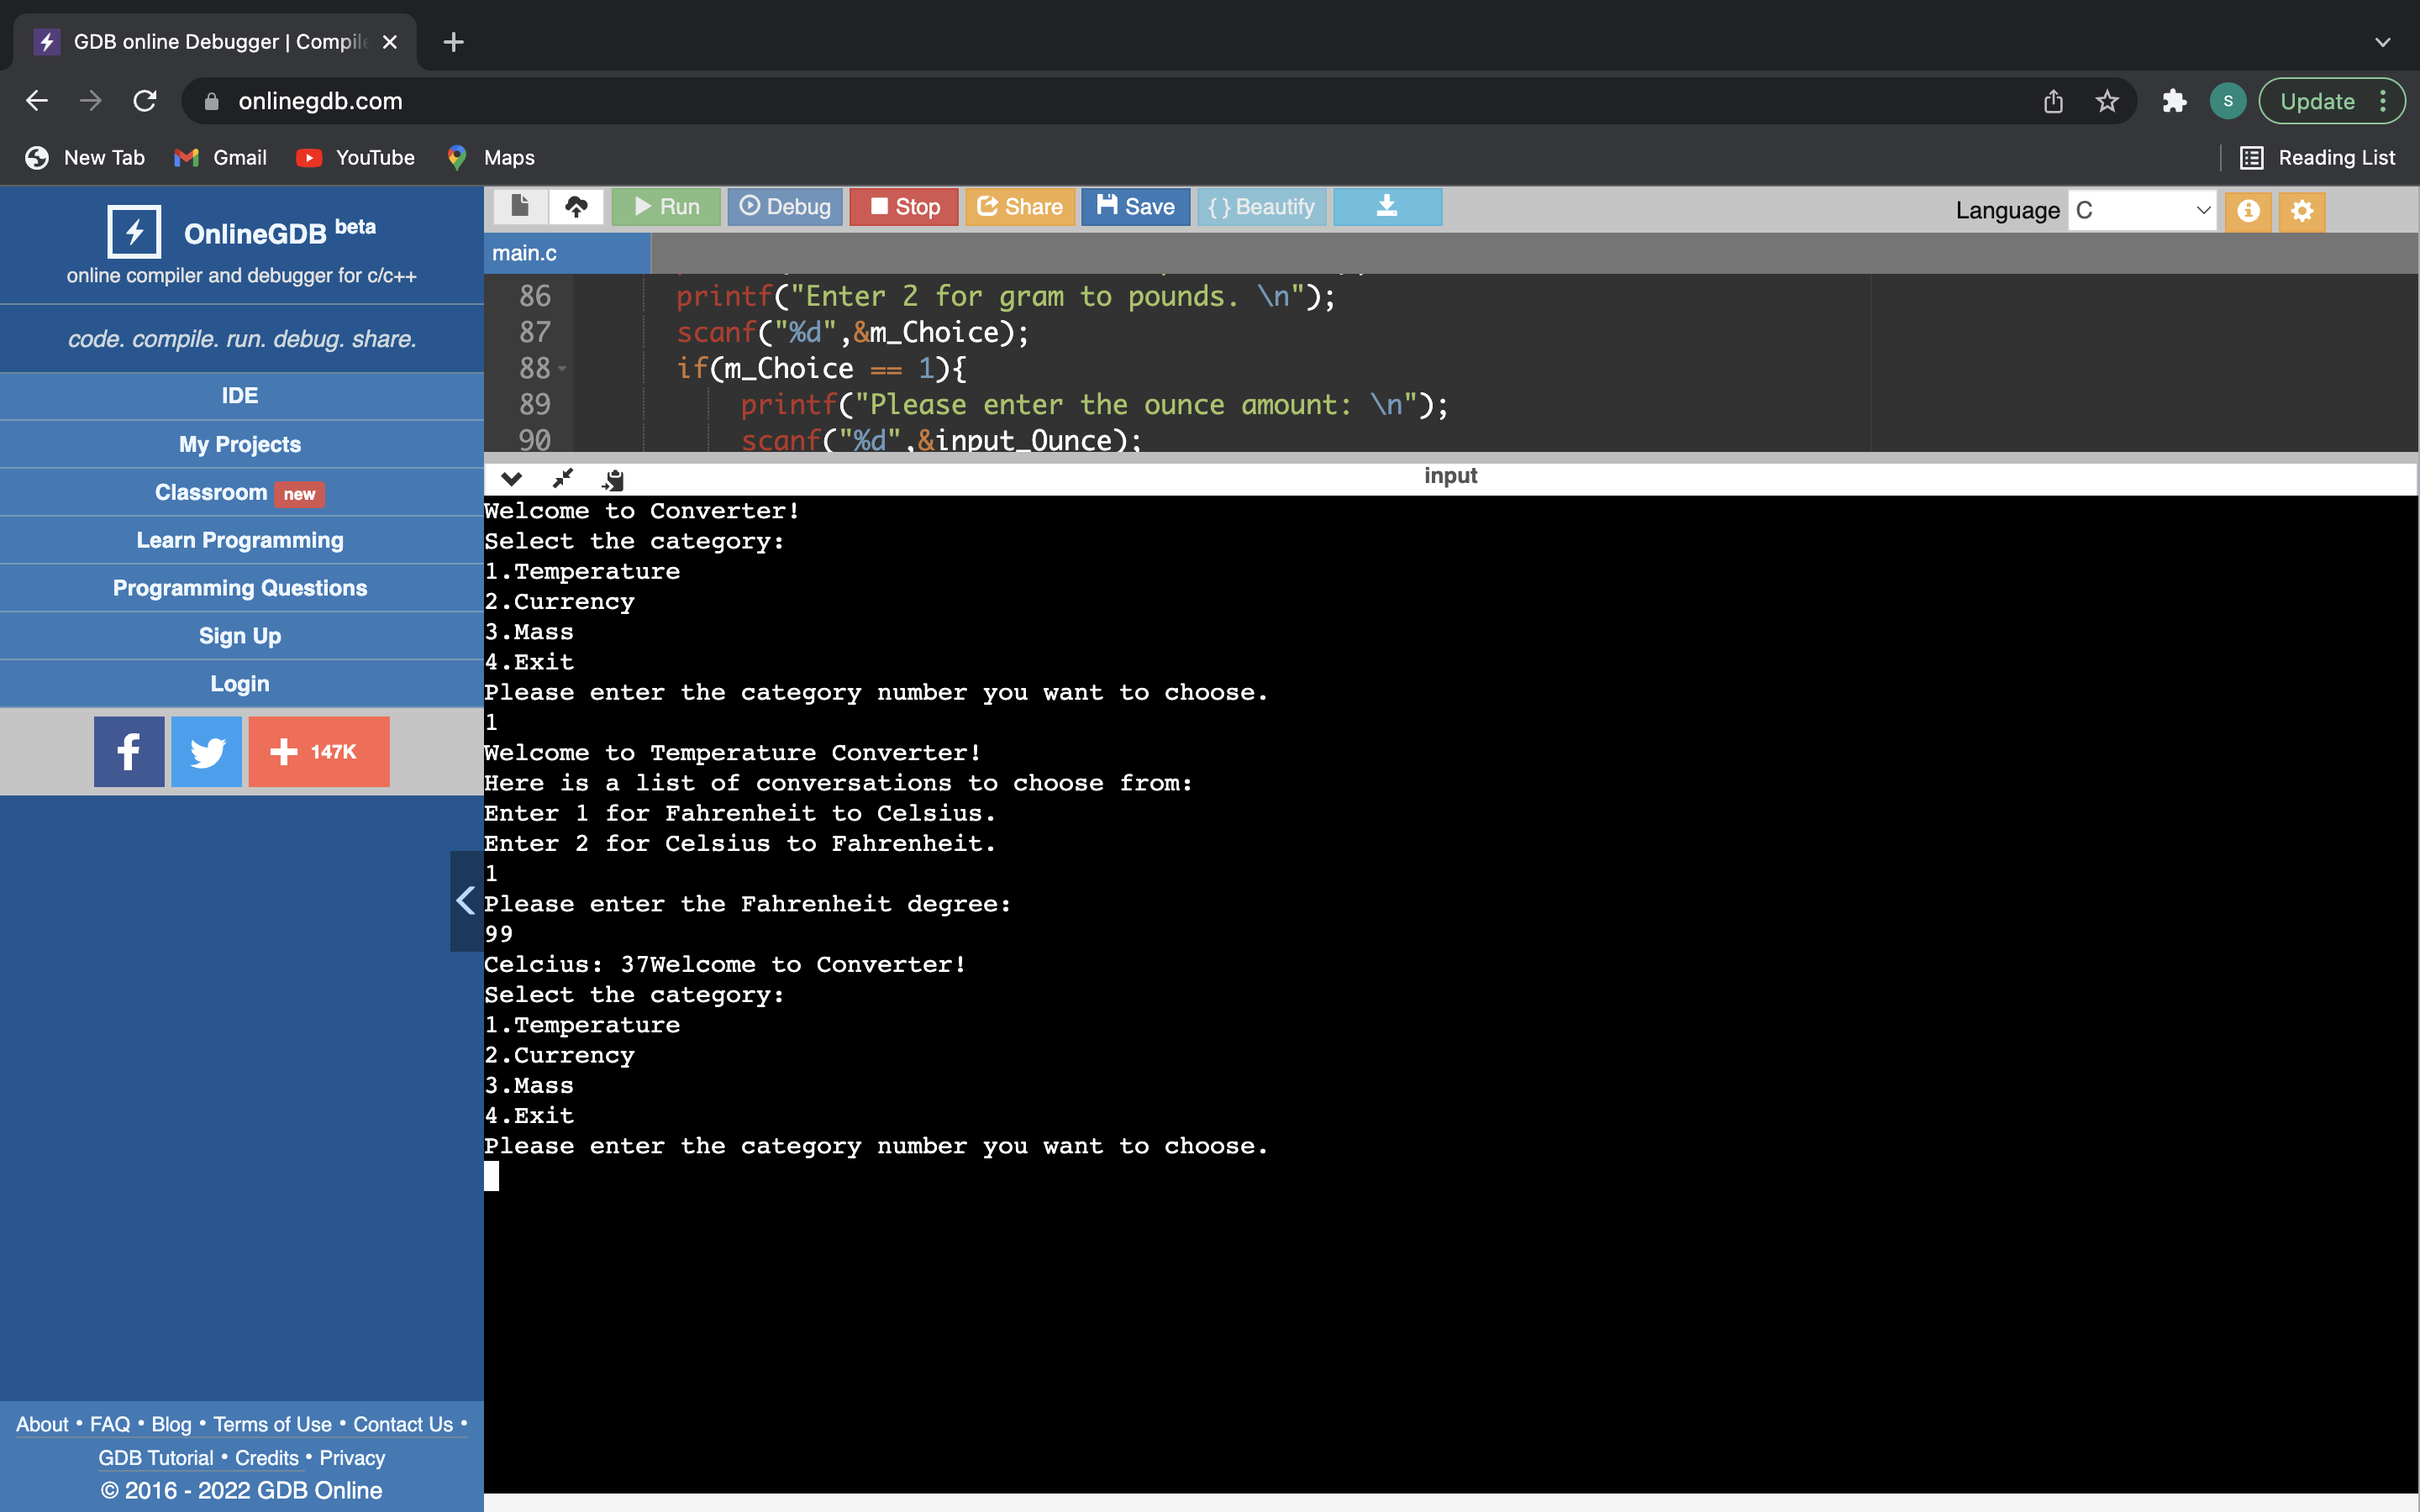 GDB online Debugger | Compile
onlinegdb.com
S
Update
New Tab
Gmail
YouTube
Maps
Reading List
OnlineGDB beta
online compiler and debugger for c/c++
code. compile. run. debug. share.
IDE
My Projects
Classroom new
Learn Programming
Programming Questions
Sign Up
Login
f
147K
About • FAQ • Blog • Terms of Use • Contact Us •
GDB Tutorial • Credits • Privacy
© 2016 - 2022 GDB Online
Run
Debug
Stop
Share
Save
{ } Beautify
Language C
main.c
86 printf("Enter 2 for gram to pounds. \n");
87 scanf("%d",&m_Choice);
88 if(m_Choice == 1){
89 printf("Please enter the ounce amount: \n");
90 scanf("%d",&input_Ounce);
input
Welcome to Converter!
Select the category:
1.Temperature
2.Currency
3.Mass
4.Exit
Please enter the category number you want to choose.
1
Welcome to Temperature Converter!
Here is a list of conversations to choose from:
Enter 1 for Fahrenheit to Celsius.
Enter 2 for Celsius to Fahrenheit.
1
Please enter the Fahrenheit degree:
99
Celcius: 37Welcome to Converter!
Select the category:
1.Temperature
2.Currency
3.Mass
4.Exit
Please enter the category number you want to choose.